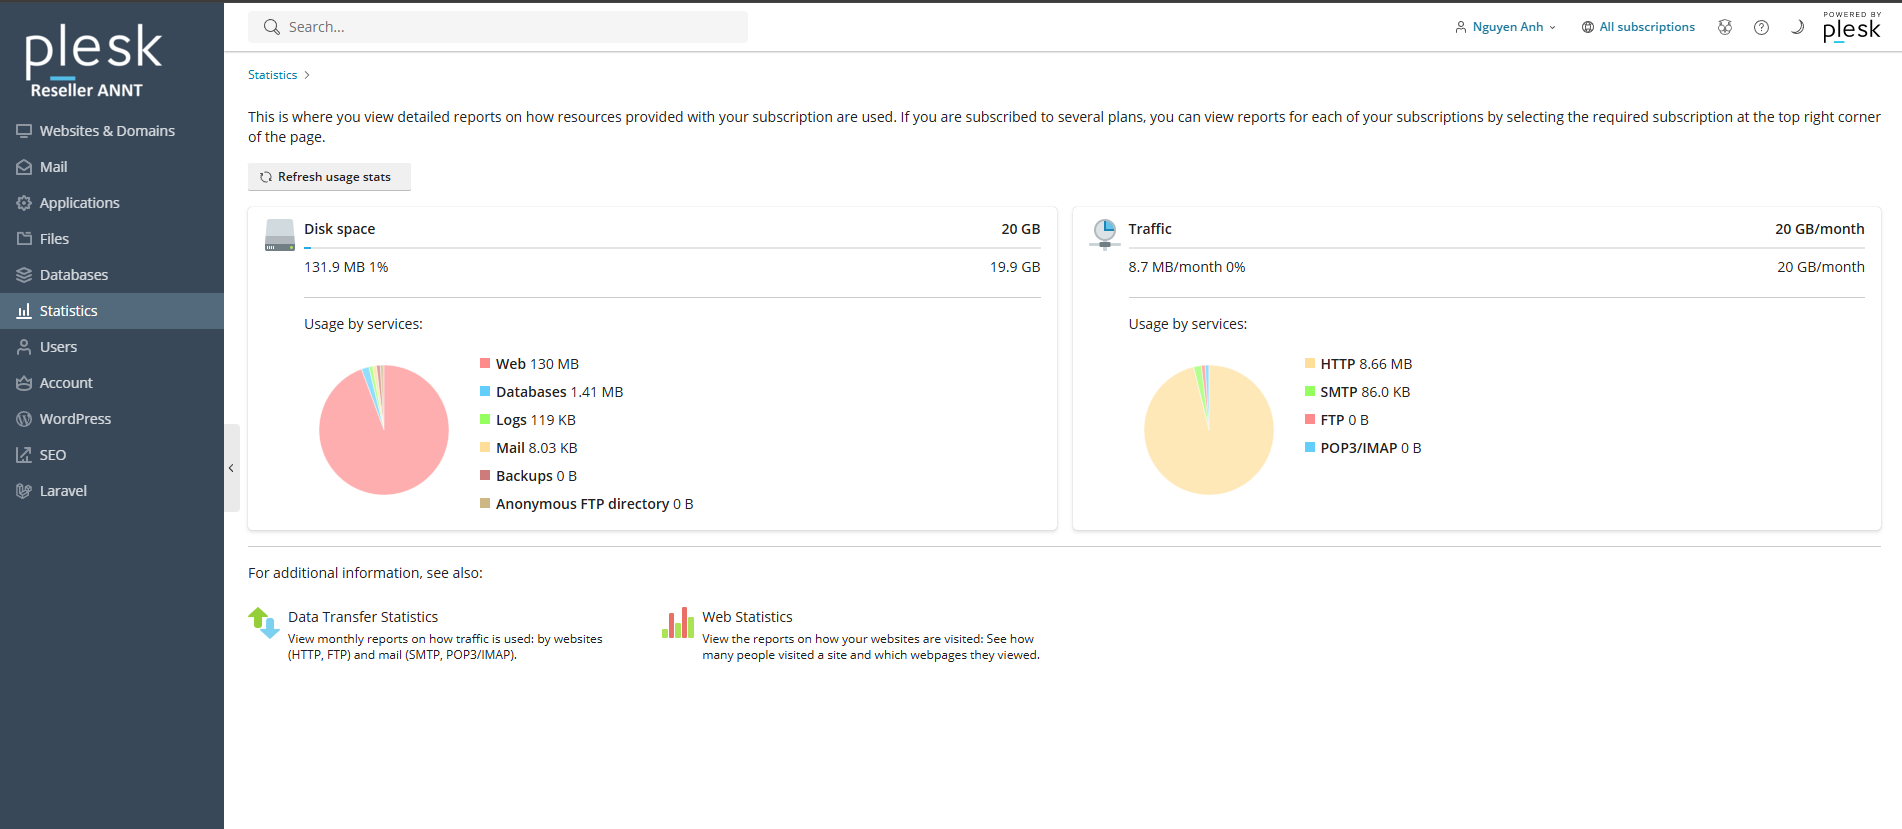 plesk
Reseller ANNT
Websites & Domains
Mail
Applications
Files
Databases
Statistics
Users
Account
WordPress
SEO
Laravel
Search...
Nguyen Anh
All subscriptions
POWERED BY
plesk
Statistics
This is where you view detailed reports on how resources provided with your subscription are used. If you are subscribed to several plans, you can view reports for each of your subscriptions by selecting the required subscription at the top right corner
of the page.
Refresh usage stats
Disk space 20 GB
131.9 MB 1% 19.9 GB
Usage by services:
Web 130 MB
Databases 1.41 MB
Logs 119 KB
Mail 8.03 KB
Backups 0 B
Anonymous FTP directory 0 B
Traffic 20 GB/month
8.7 MB/month 0% 20 GB/month
Usage by services:
HTTP 8.66 MB
SMTP 86.0 KB
FTP 0 B
POP3/IMAP 0 B
For additional information, see also:
Data Transfer Statistics
View monthly reports on how traffic is used: by websites
(HTTP, FTP) and mail (SMTP, POP3/IMAP).
Web Statistics
View the reports on how your websites are visited: See how
many people visited a site and which webpages they viewed.